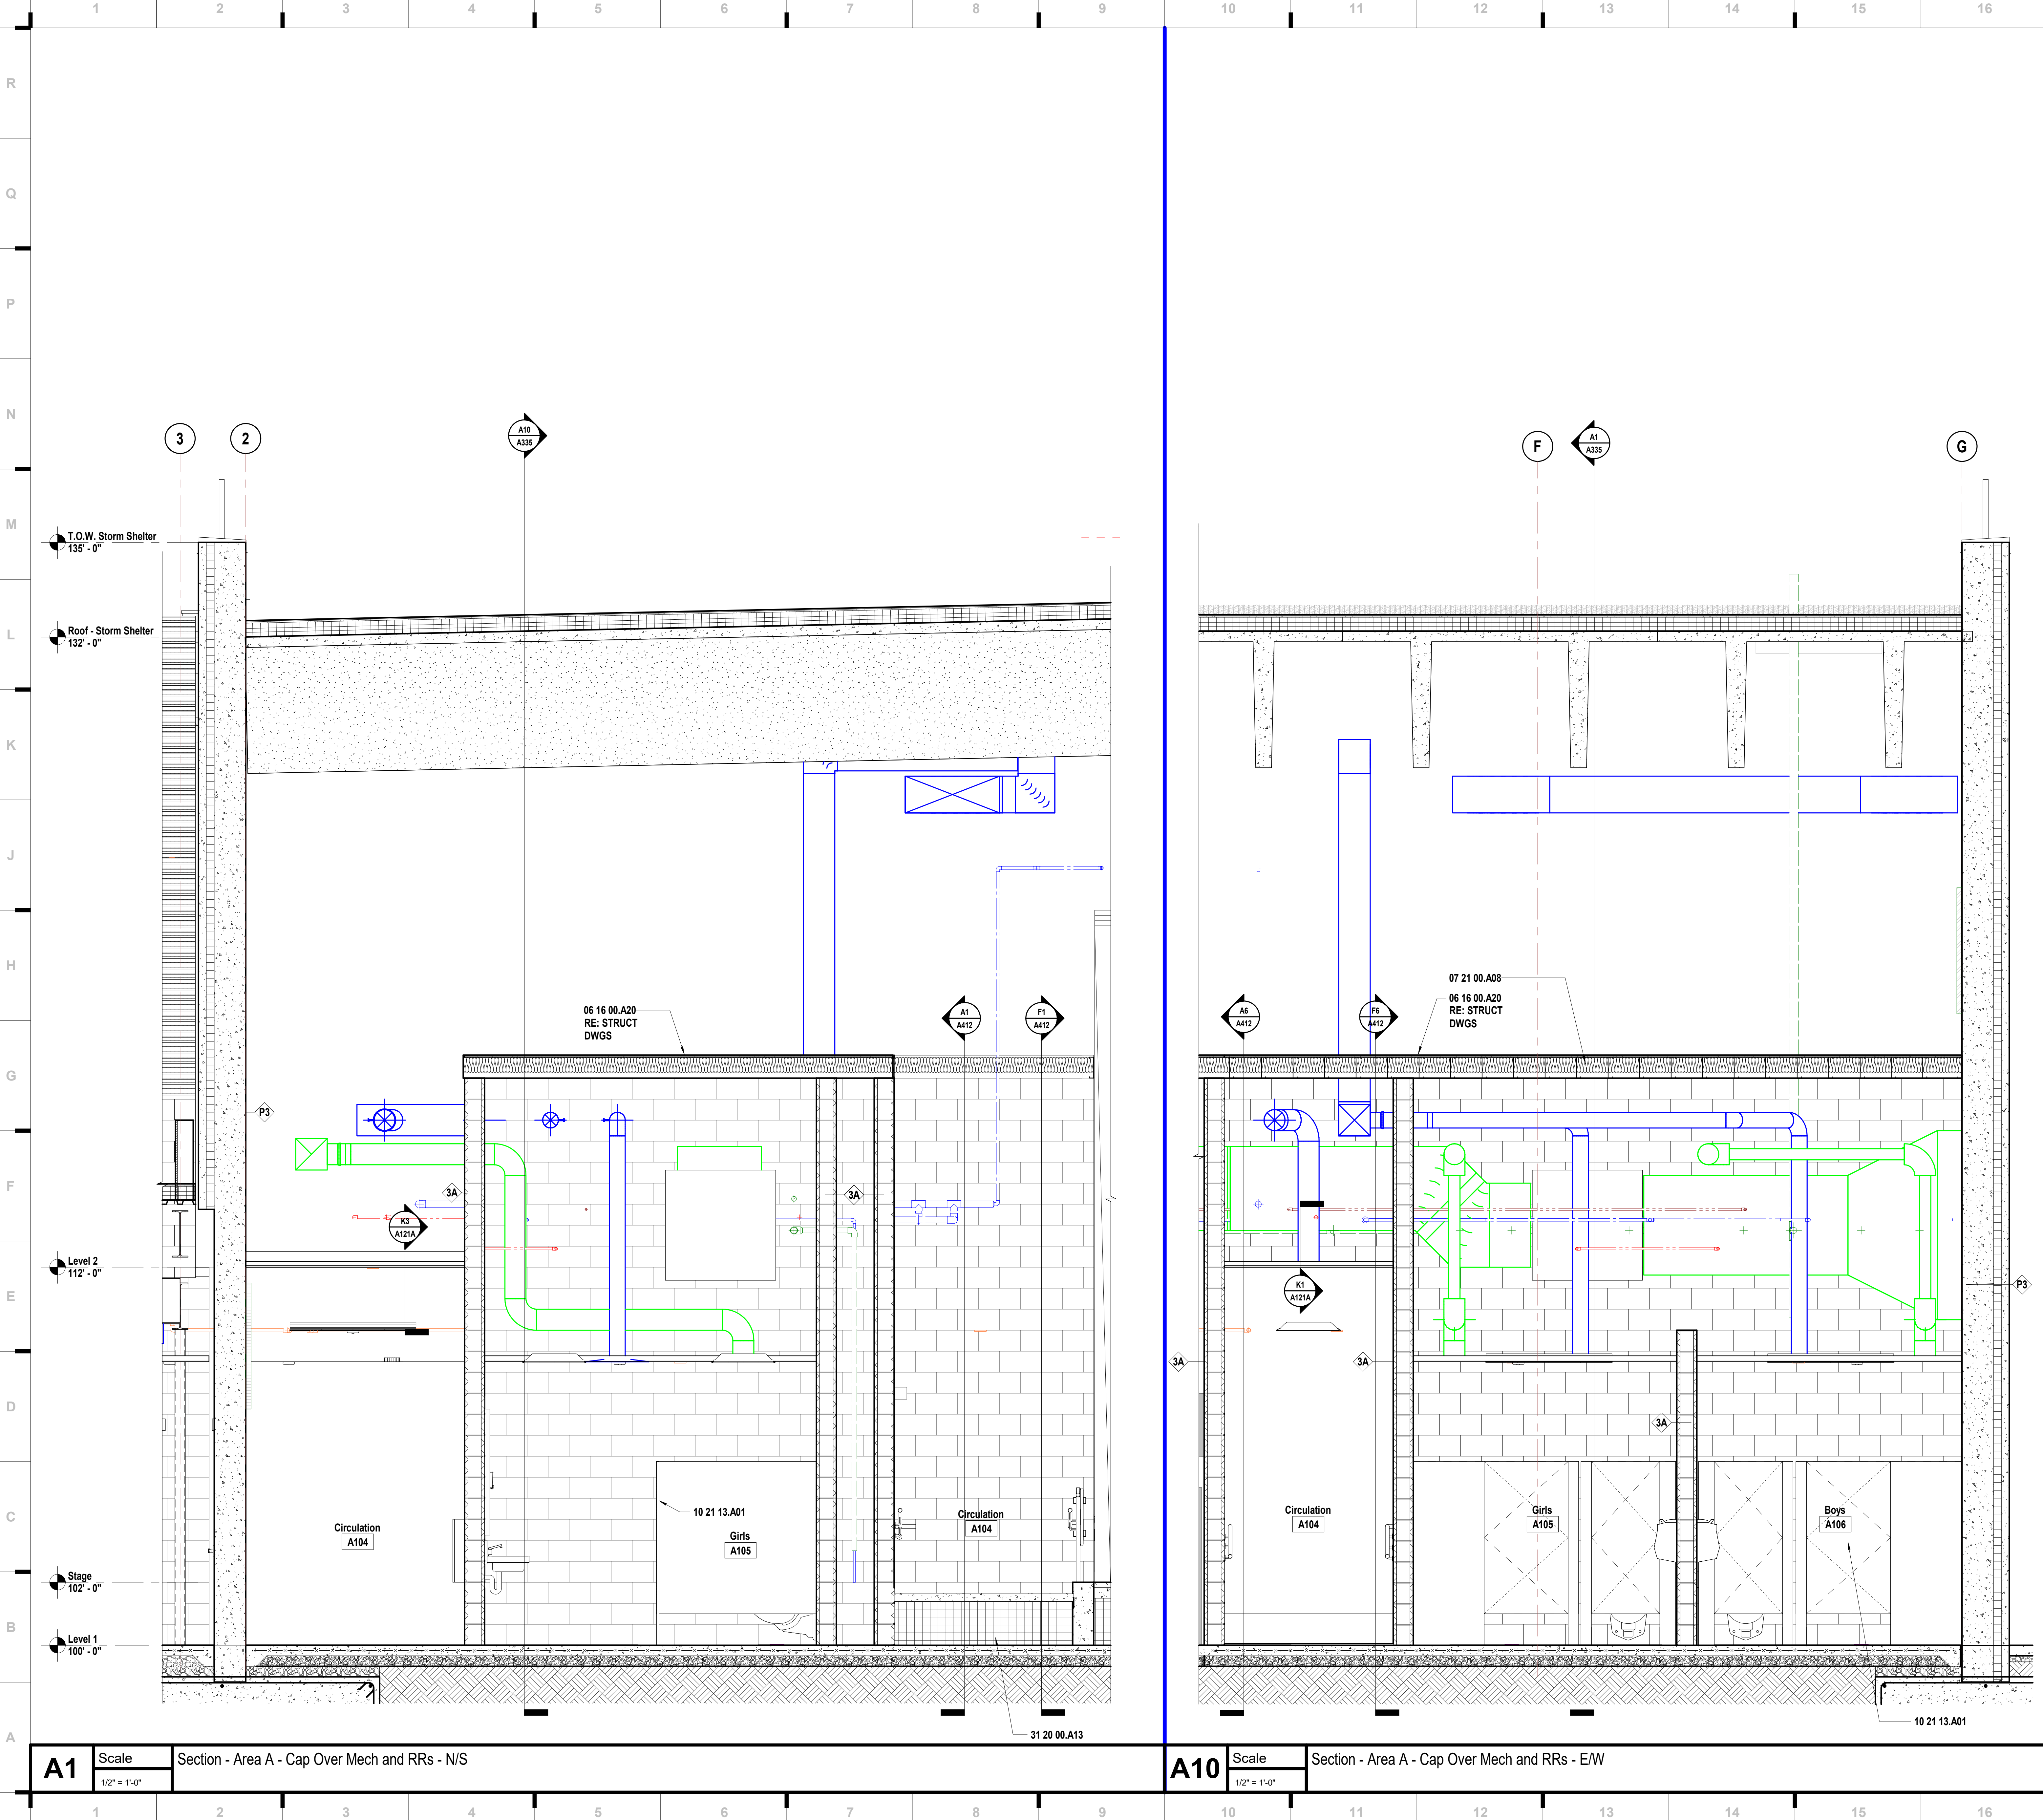 1 2 3 4 5 6 7 8 9 10 11 12 13 14 15 16
R
Q
P
N
M
L
K
J
H
G
F
E
D
C
B
A
3
2
A10
A335
T.O.W. Storm Shelter
135' - 0"
Roof - Storm Shelter
132' - 0"
06 16 00.A20
RE: STRUCT
DWGS
A1
A412
F1
A412
P3
3A
3A
K3
A121A
Level 2
112' - 0"
Circulation
A104
10 21 13.A01
Girls
A105
Circulation
A104
Stage
102' - 0"
Level 1
100' - 0"
31 20 00.A13
F
A1
A335
G
07 21 00.A08
06 16 00.A20
RE: STRUCT
DWGS
A6
A412
F6
A412
K1
A121A
P3
3A
3A
3A
Circulation
A104
Girls
A105
Boys
A106
10 21 13.A01
A1
Scale
1/2" = 1'-0"
Section - Area A - Cap Over Mech and RRs - N/S
A10
Scale
1/2" = 1'-0"
Section - Area A - Cap Over Mech and RRs - E/W
1 2 3 4 5 6 7 8 9 10 11 12 13 14 15 16